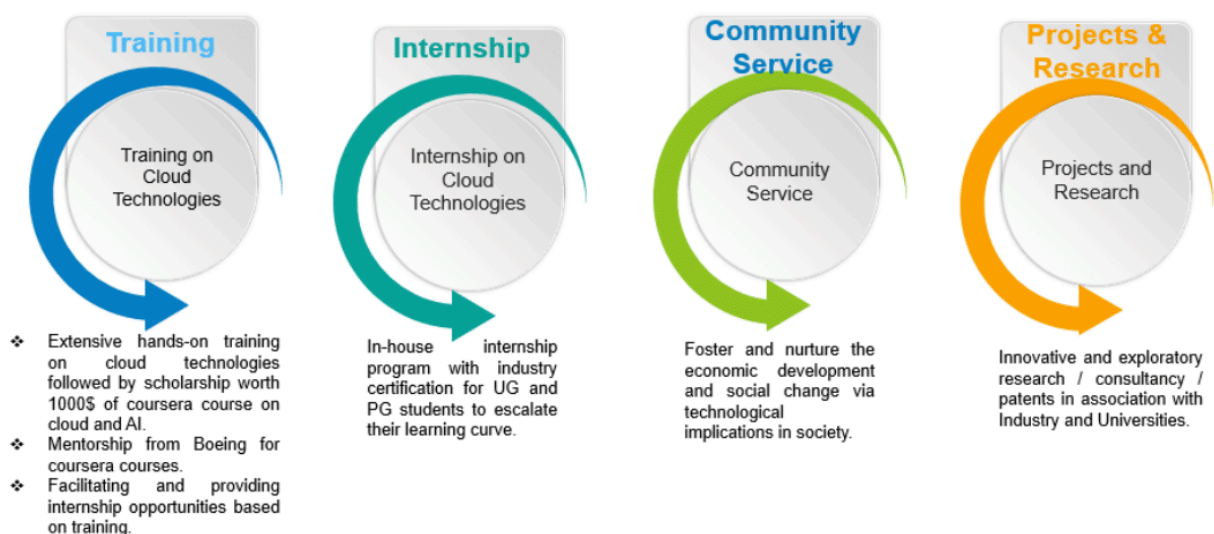 Training
Training on
Cloud
Technologies
❖ Extensive hands-on training
on cloud technologies
followed by scholarship worth
1000$ of coursera course on
cloud and AI.
❖ Mentorship from Boeing for
coursera courses.
❖ Facilitating and providing
internship opportunities based
on training.
Internship
Internship on
Cloud
Technologies
In-house internship
program with industry
certification for UG and
PG students to escalate
their learning curve.
Community
Service
Community
Service
Foster and nurture the
economic development
and social change via
technological
implications in society.
Projects &
Research
Projects and
Research
Innovative and exploratory
research / consultancy /
patents in association with
Industry and Universities.